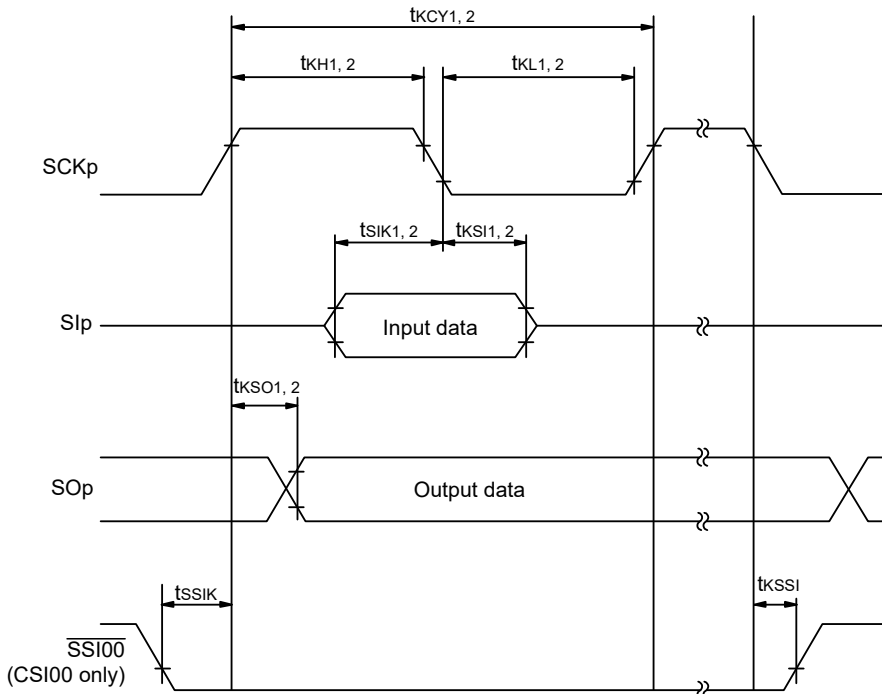 tKCY1, 2
tKH1, 2
tKL1, 2
SCKp
tSIK1, 2
tKSI1, 2
SIp
Input data
tKSO1, 2
SOp
Output data
tSSIK
tKSSI
SSI00
(CSI00 only)